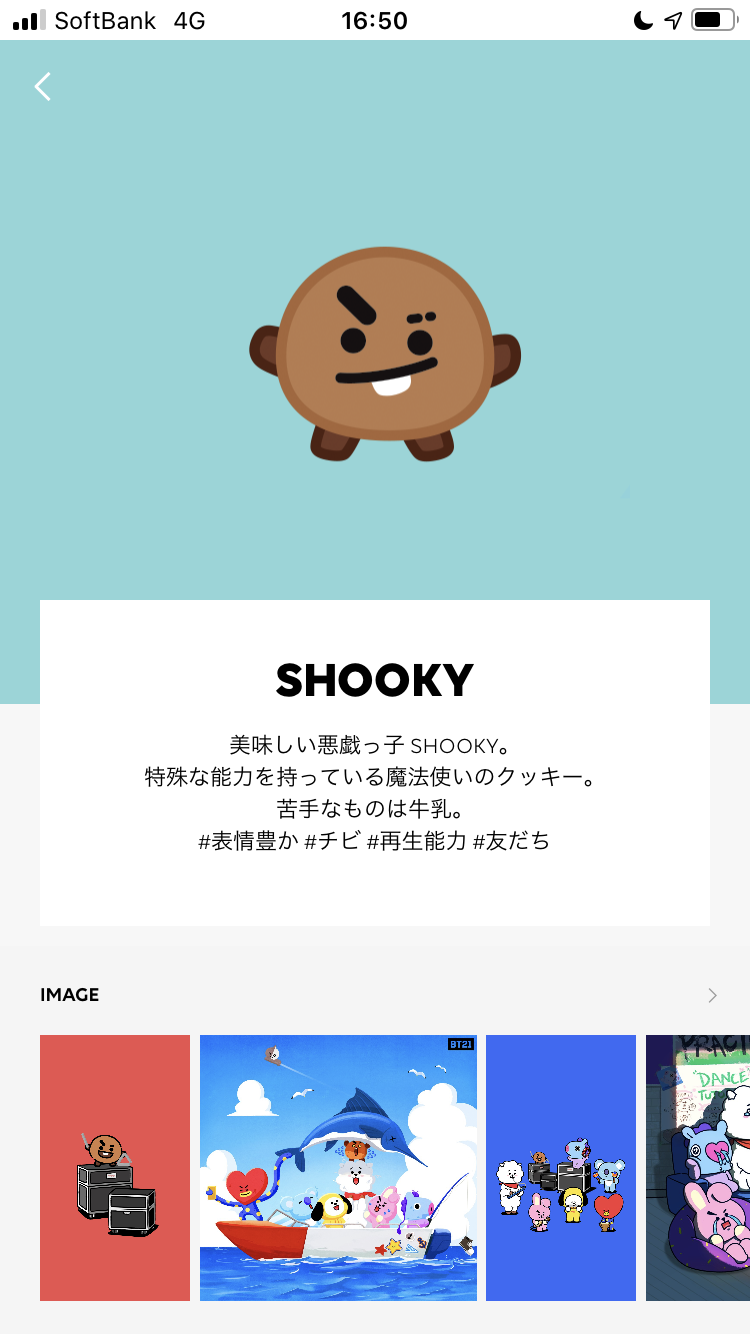 SoftBank 4G 16:50
SHOOKY
美味しい悪戯っ子 SHOOKY。
特殊な能力を持っている魔法使いのクッキー。
苦手なものは牛乳。
#表情豊か #チビ #再生能力 #友だち
IMAGE
BT21
DANCE